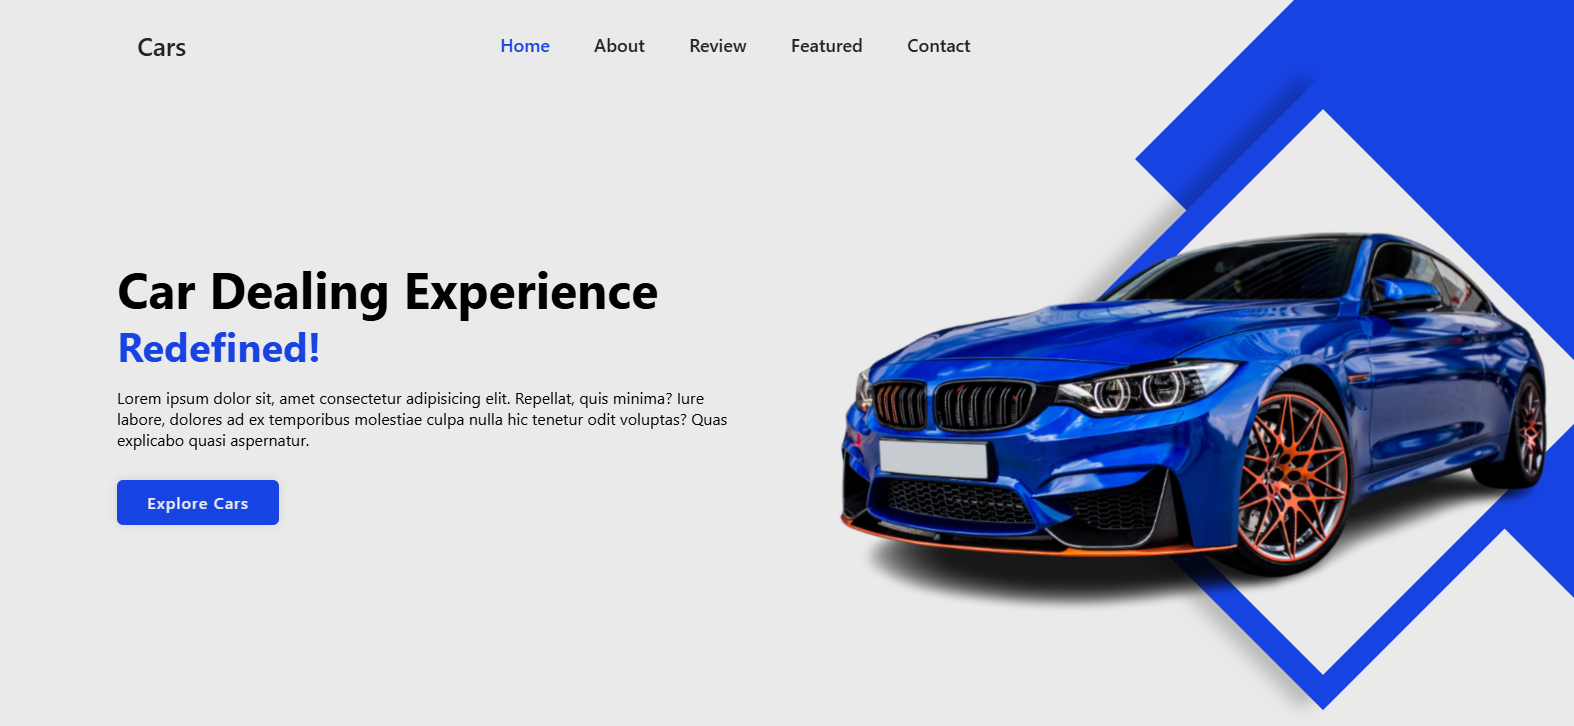 Cars
Home About Review Featured Contact
Car Dealing Experience
Redefined!
Lorem ipsum dolor sit, amet consectetur adipisicing elit. Repellat, quis minima? Iure
labore, dolores ad ex temporibus molestiae culpa nulla hic tenetur odit voluptas? Quas
explicabo quasi aspernatur.
Explore Cars